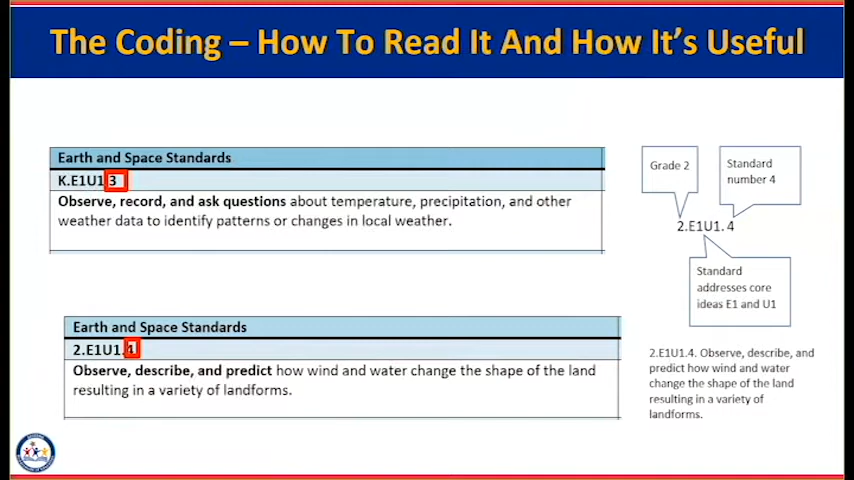 The Coding – How To Read It And How It's Useful
Earth and Space Standards
K.E1U1.3
Observe, record, and ask questions about temperature, precipitation, and other
weather data to identify patterns or changes in local weather.
Earth and Space Standards
2.E1U1.4
Observe, describe, and predict how wind and water change the shape of the land
resulting in a variety of landforms.
Grade 2
Standard
number 4
2.E1U1. 4
Standard
addresses core
ideas E1 and U1
2.E1U1.4. Observe, describe, and
predict how wind and water
change the shape of the land
resulting in a variety of
landforms.